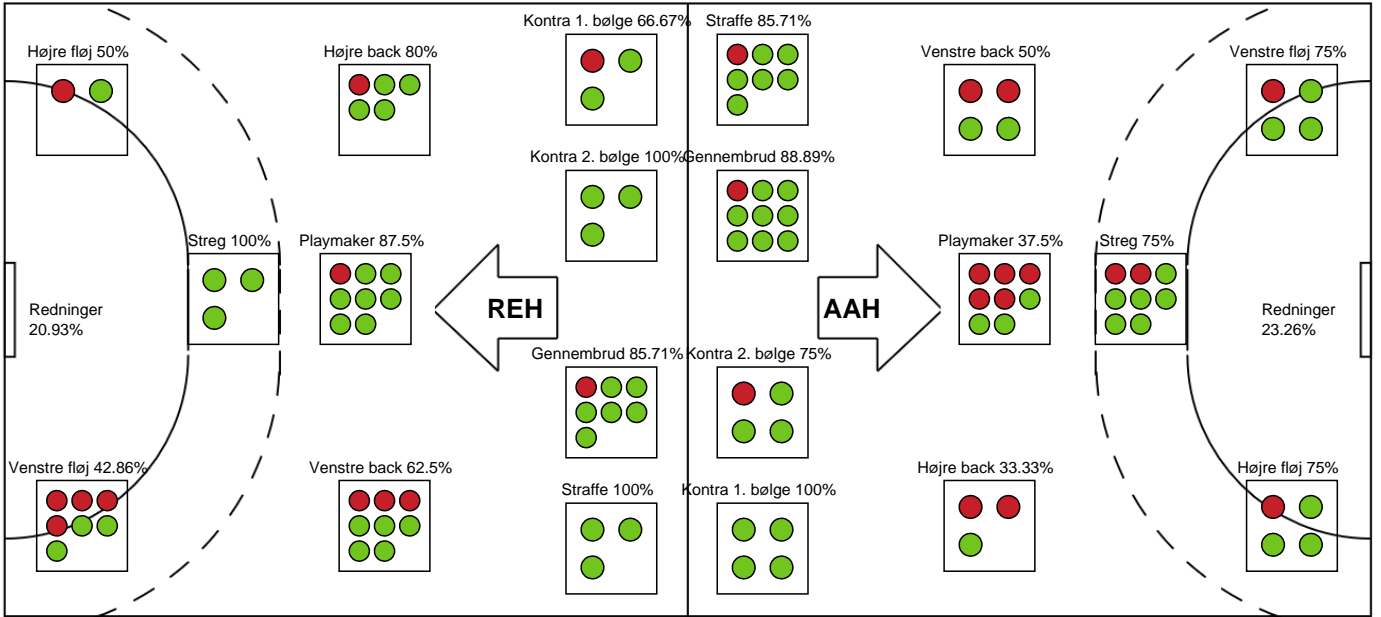 Kontra 1. bølge 66.67%
Straffe 85.71%
Højre fløj 50%
Højre back 80%
Venstre back 50%
Venstre fløj 75%
Kontra 2. bølge 100%
Gennembrud 88.89%
Streg 100%
Playmaker 87.5%
Playmaker 37.5%
Streg 75%
Redninger
20.93%
REH
AAH
Redninger
23.26%
Gennembrud 85.71%
Kontra 2. bølge 75%
Venstre fløj 42.86%
Venstre back 62.5%
Straffe 100%
Kontra 1. bølge 100%
Højre back 33.33%
Højre fløj 75%